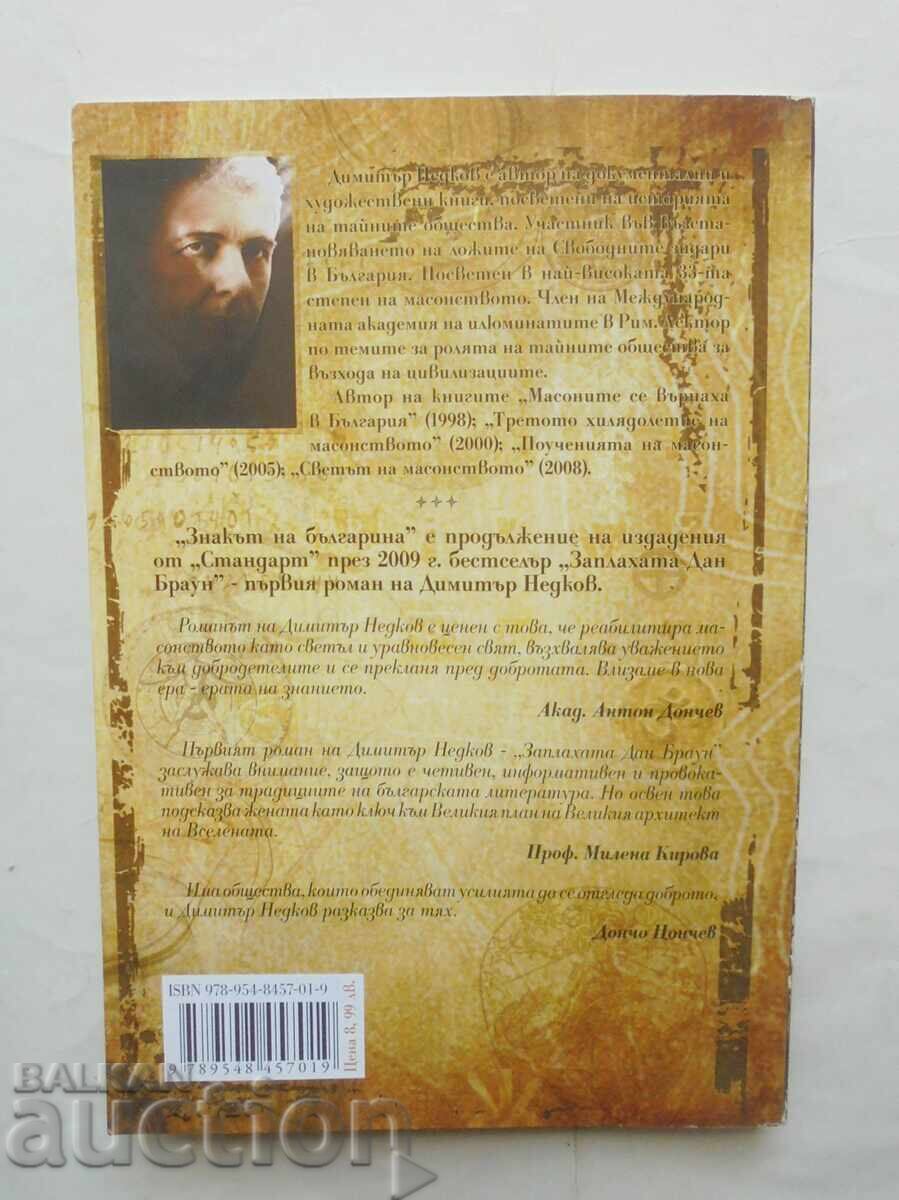 Димитър Недков е автор на документални и
художествени книги, посветени на историята
на тайните общества. Участник във възста-
новяването на ложите на Свободните зидари
в България. Посветен в най-високата 33-та
степен на масонството. Член на Международ-
ната академия на илюминатите в Рим. Лектор
по темите за ролята на тайните общества за
възхода на цивилизациите.
Автор на книгите „Масоните се върнаха
в България” (1998); „Третото хилядолетие на
масонството” (2000); „Поученията на масон-
ството” (2005); „Светът на масонството” (2008).
„Знакът на българина” е продължение на издадения
от „Стандарт” през 2009 г. бестселър „Заплахата Дан
Браун” - първия роман на Димитър Недков.
Романът на Димитър Недков е ценен с това, че реабилитира ма-
сонството като светъл и уравновесен свят, възхвалява уважението
към добродетелите и се прекланя пред добротата. Влизаме в нова
ера - ерата на знанието.
Акад. Антон Дончев
Първият роман на Димитър Недков - „Заплахата Дан Браун”
заслужава внимание, защото е четивен, информативен и провока-
тивен за традициите на българската литература. Но освен това
подсказва жената като ключ към Великия план на Великия архитект
на Вселената.
Проф. Милена Кирова
Има общества, които обединяват усилията да се отгледа доброто,
и Димитър Недков разказва за тях.
Дончо Цончев
ISBN 978-954-8457-01-9
9 789548 457019
Цена 8, 99 лв.
BALKAN
auction